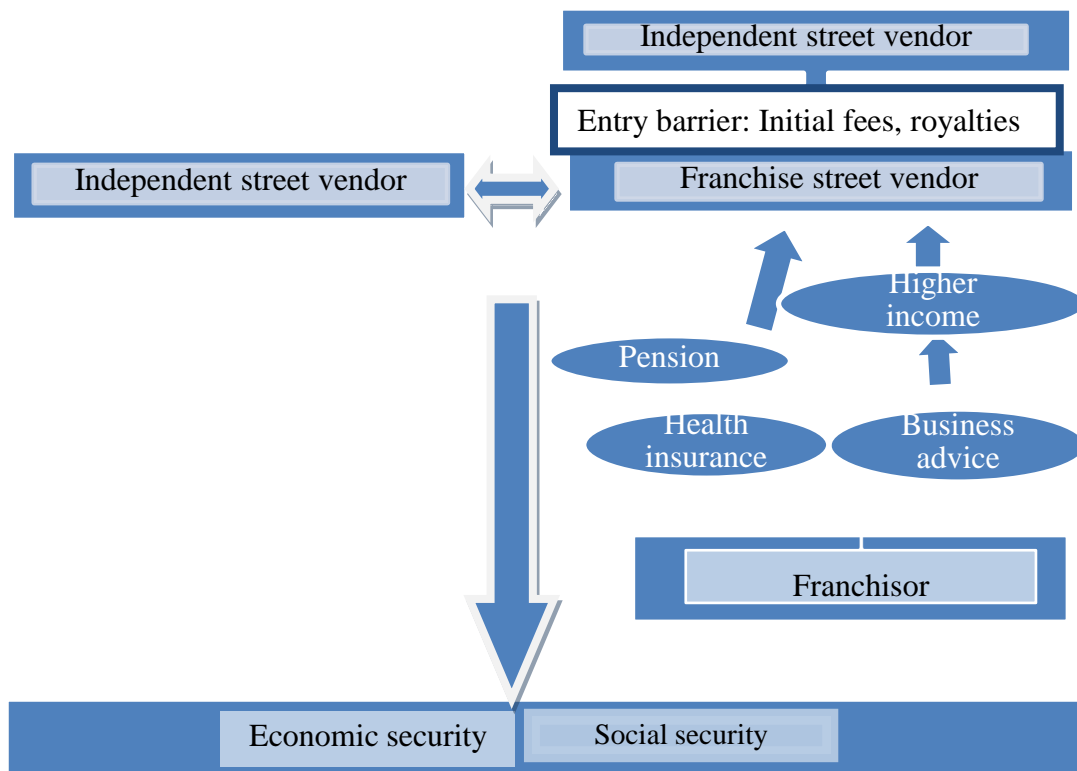 Independent street vendor
Entry barrier: Initial fees, royalties
Independent street vendor
Franchise street vendor
Higher
income
Pension
Health
insurance
Business
advice
Franchisor
Economic security
Social security